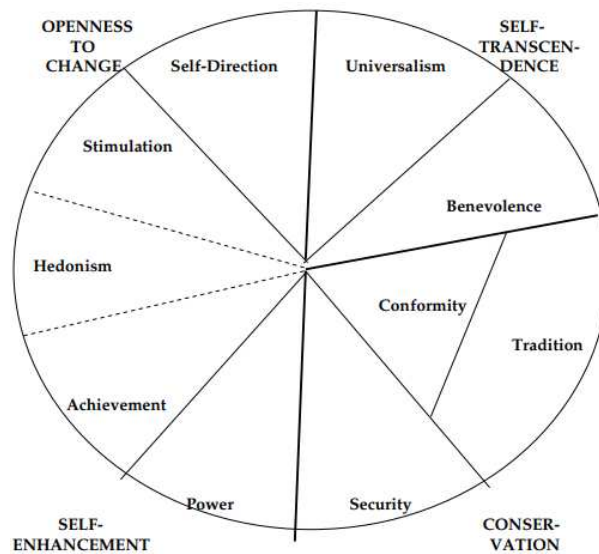 OPENNESS
TO
CHANGE
SELF-
TRANSCEN-
DENCE
Self-Direction
Universalism
Stimulation
Benevolence
Hedonism
Conformity
Tradition
Achievement
Power
Security
SELF-
ENHANCEMENT
CONSER-
VATION